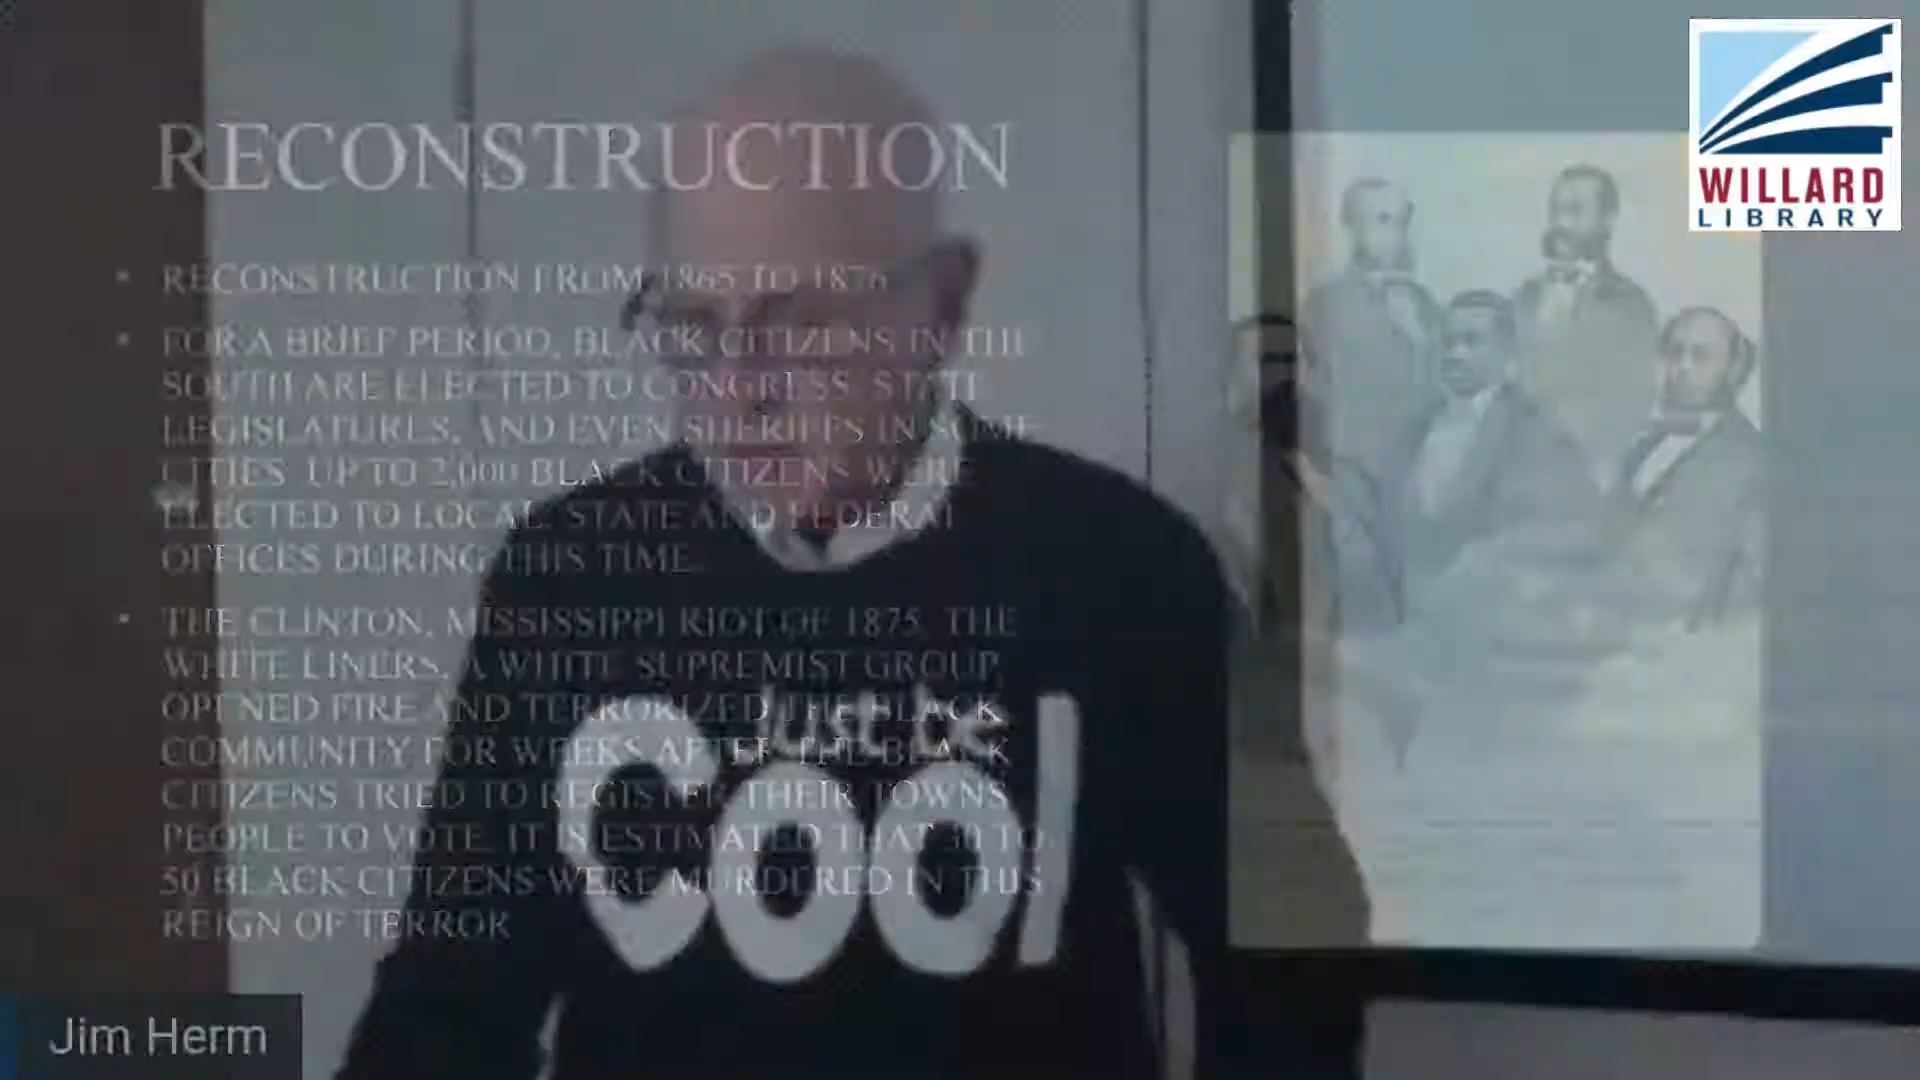 WILLARD
LIBRARY
RECONSTRUCTION
• RECONSTRUCTION FROM 1865 TO 1876
• FOR A BRIEF PERIOD, BLACK CITIZENS IN THE
SOUTH ARE ELECTED TO CONGRESS, STATE
LEGISLATURES, AND EVEN SHERIFFS IN SOME
CITIES. UP TO 2,000 BLACK CITIZENS WERE
ELECTED TO LOCAL, STATE AND FEDERAL
OFFICES DURING THIS TIME.
• THE CLINTON, MISSISSIPPI RIOT OF 1875. THE
WHITE LINERS, A WHITE SUPREMIST GROUP,
OPENED FIRE AND TERRORIZED THE BLACK
COMMUNITY FOR WEEKS AFTER THE BLACK
CITIZENS TRIED TO REGISTER THEIR TOWNS
PEOPLE TO VOTE. IT IS ESTIMATED THAT 30 TO
50 BLACK CITIZENS WERE MURDERED IN THIS
REIGN OF TERROR
Just be
Cool
Jim Herm